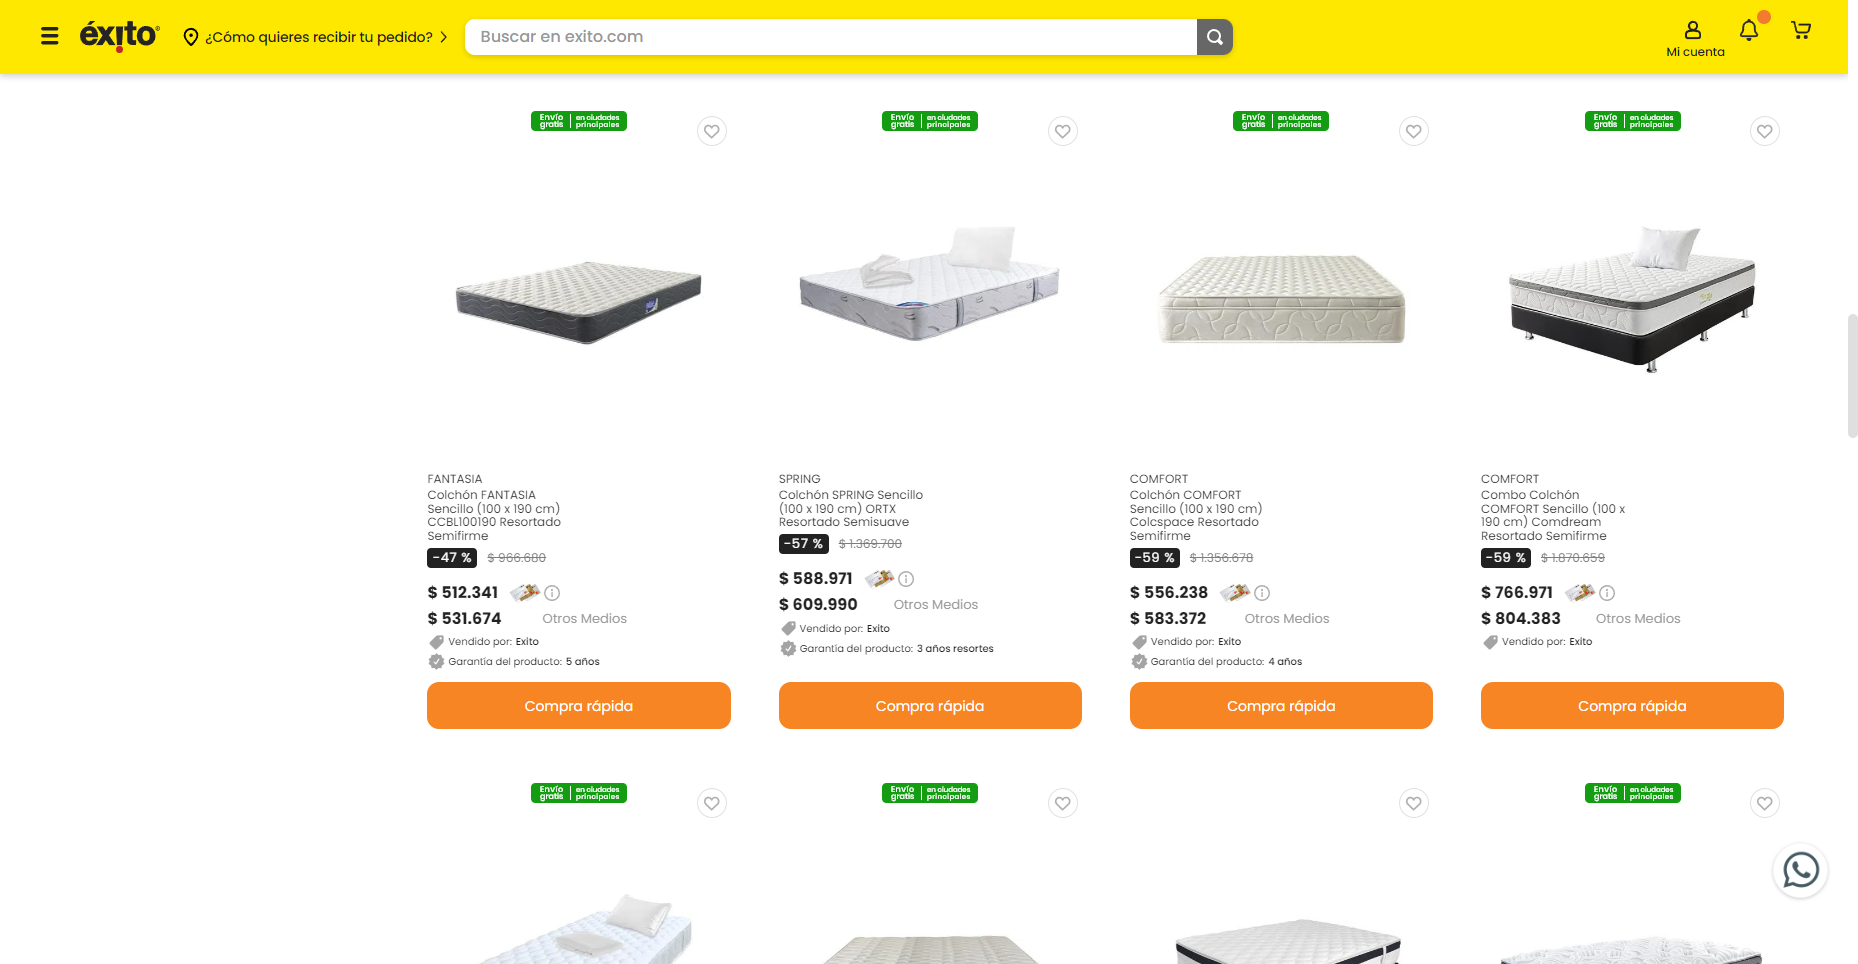 éxito
¿Cómo quieres recibir tu pedido?
Buscar en exito.com
Mi cuenta
Envío gratis en ciudades principales
Envío gratis en ciudades principales
Envío gratis en ciudades principales
Envío gratis en ciudades principales
FANTASIA
Colchón FANTASIA
Sencillo (100 x 190 cm)
CCBL100190 Resortado
Semifirme
-47 % $ 966.680
$ 512.341
$ 531.674 Otros Medios
Vendido por: Exito
Garantía del producto: 5 años
Compra rápida
SPRING
Colchón SPRING Sencillo
(100 x 190 cm) ORTX
Resortado Semisuave
-57 % $ 1.369.700
$ 588.971
$ 609.990 Otros Medios
Vendido por: Exito
Garantía del producto: 3 años resortes
Compra rápida
COMFORT
Colchón COMFORT
Sencillo (100 x 190 cm)
Colcspace Resortado
Semifirme
-59 % $ 1.356.678
$ 556.238
$ 583.372 Otros Medios
Vendido por: Exito
Garantía del producto: 4 años
Compra rápida
COMFORT
Combo Colchón
COMFORT Sencillo (100 x
190 cm) Comdream
Resortado Semifirme
-59 % $ 1.870.659
$ 766.971
$ 804.383 Otros Medios
Vendido por: Exito
Compra rápida
Envío gratis en ciudades principales
Envío gratis en ciudades principales
Envío gratis en ciudades principales